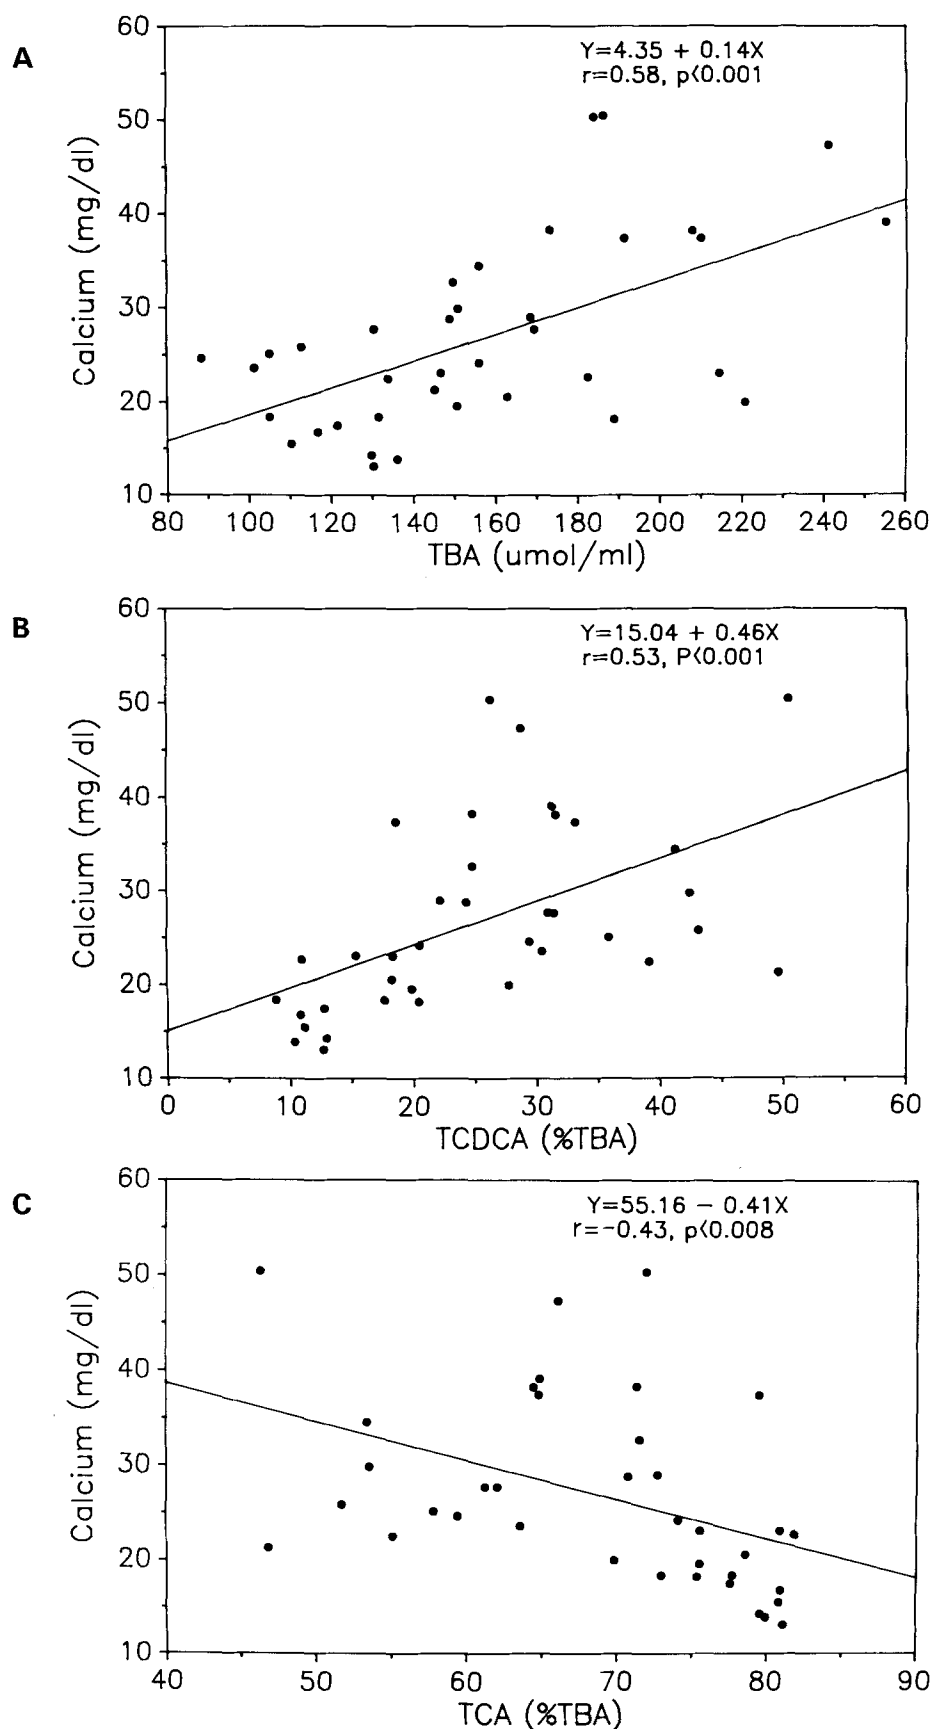 A
Y=4.35 + 0.14X
r=0.58, p<0.001
60
50
40
30
20
10
Calcium (mg/dl)
80 100 120 140 160 180 200 220 240 260
TBA (umol/ml)
B
Y=15.04 + 0.46X
r=0.53, P<0.001
60
50
40
30
20
10
Calcium (mg/dl)
0 10 20 30 40 50 60
TCDCA (%TBA)
C
Y=55.16 − 0.41X
r=−0.43, p<0.008
60
50
40
30
20
10
Calcium (mg/dl)
40 50 60 70 80 90
TCA (%TBA)